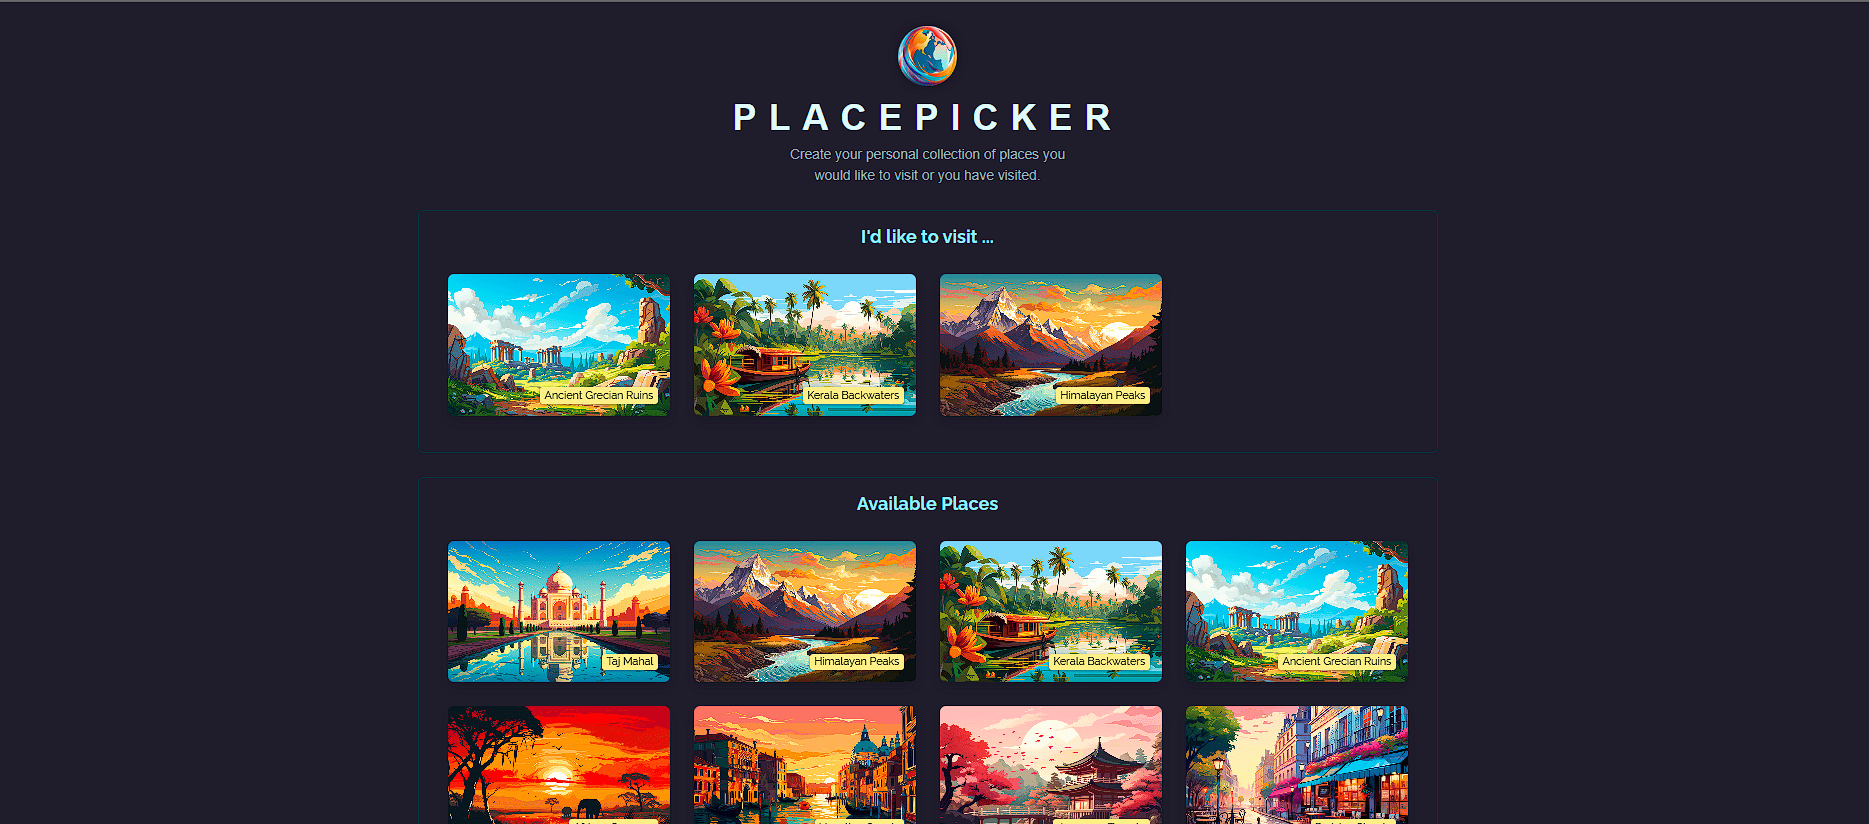 PLACEPICKER
Create your personal collection of places you
would like to visit or you have visited.
I'd like to visit ...
Ancient Grecian Ruins
Kerala Backwaters
Himalayan Peaks
Available Places
Taj Mahal
Himalayan Peaks
Kerala Backwaters
Ancient Grecian Ruins